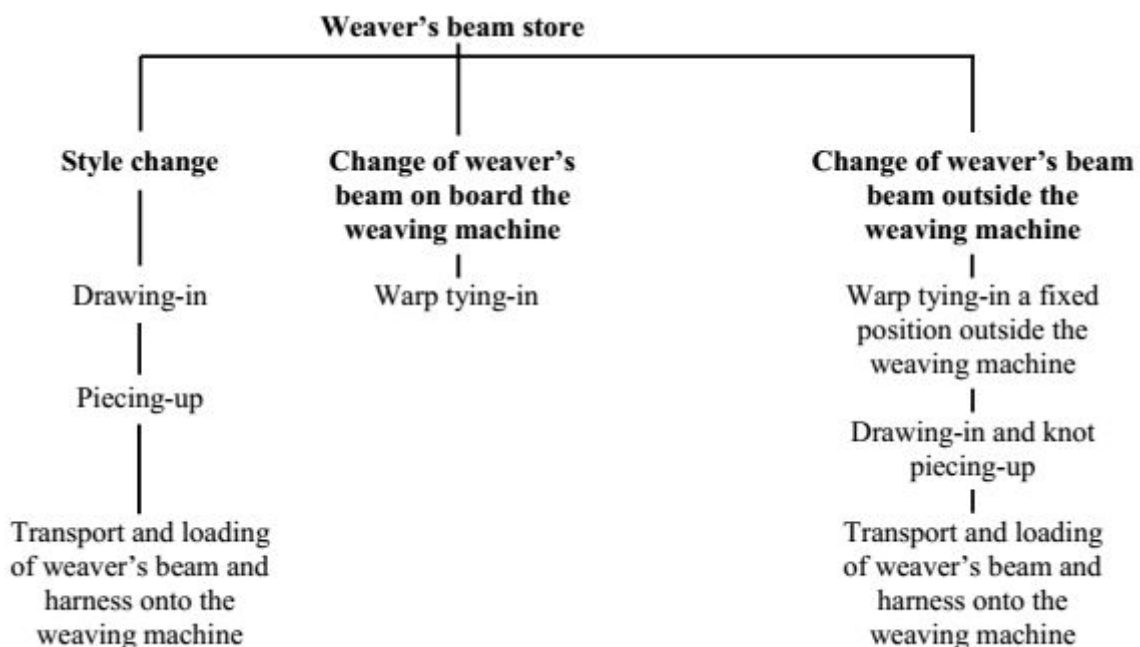 Weaver's beam store
Style change
Drawing-in
Piecing-up
Transport and loading
of weaver's beam and
harness onto the
weaving machine
Change of weaver's
beam on board the
weaving machine
Warp tying-in
Change of weaver's beam
beam outside the
weaving machine
Warp tying-in a fixed
position outside the
weaving machine
Drawing-in and knot
piecing-up
Transport and loading
of weaver's beam and
harness onto the
weaving machine